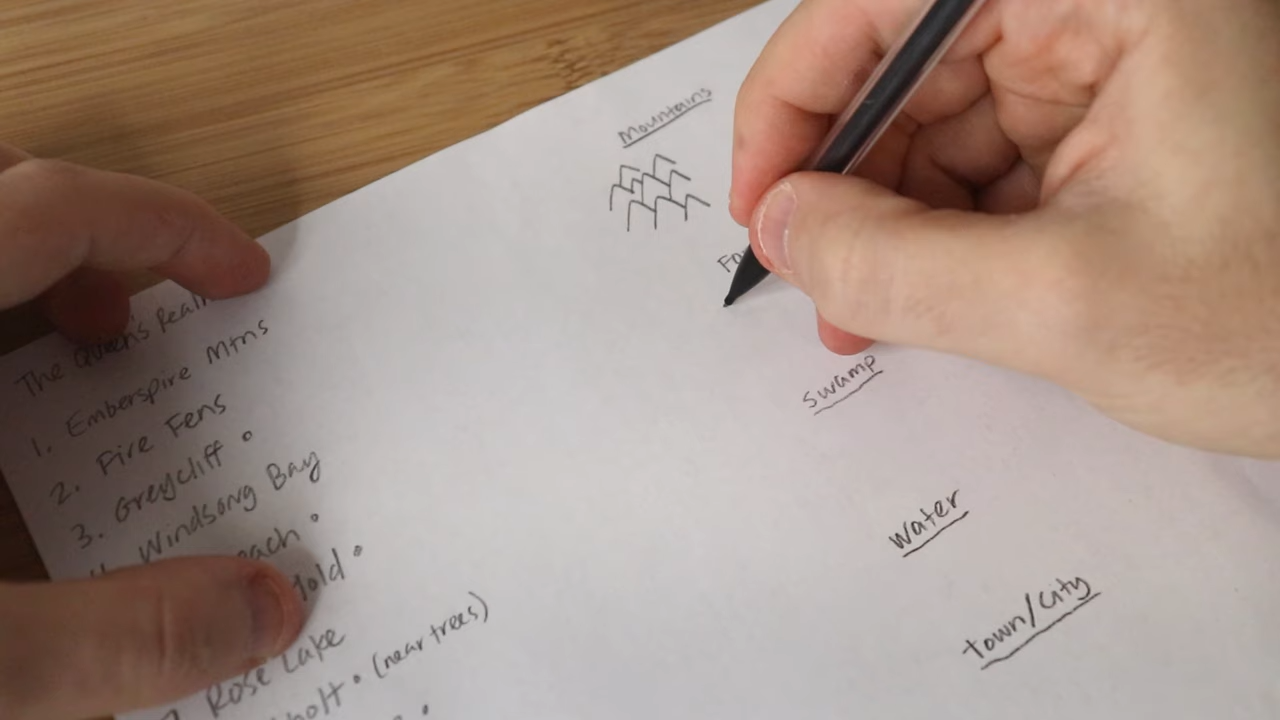 The Queen's
1. Emberspire Mtns
2. Fire Fens
3. Greycliff
Windsong Bay
Rose Lake
(near trees)
Mountains
Swamp
Water
town/city